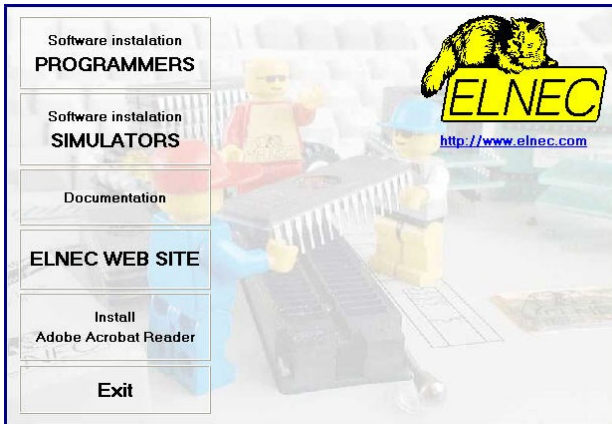 Software instalation
PROGRAMMERS
Software instalation
SIMULATORS
Documentation
ELNEC WEB SITE
Install
Adobe Acrobat Reader
Exit
ELNEC
http://www.elnec.com